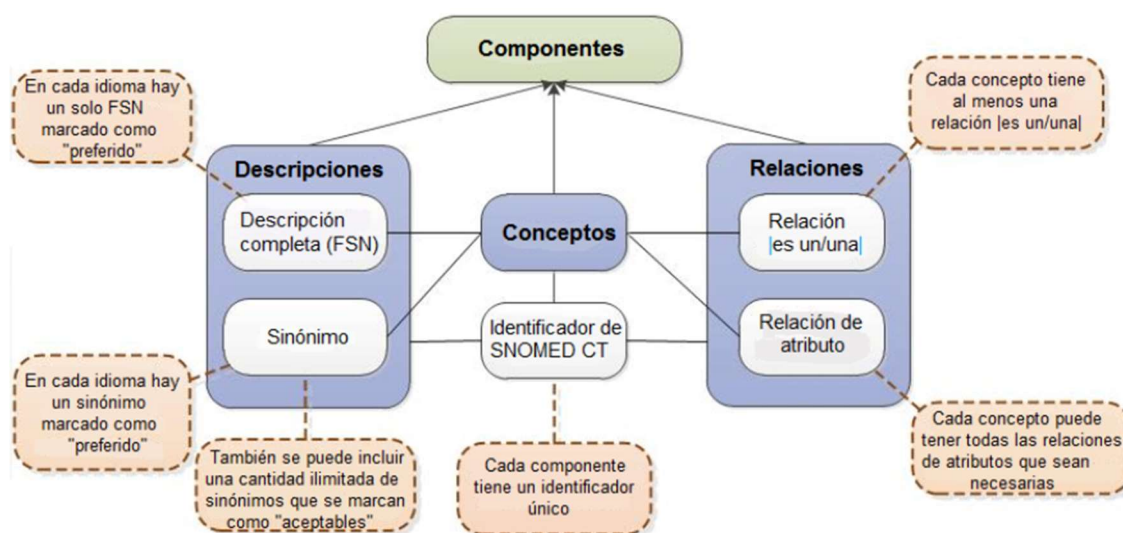 Componentes
En cada idioma hay
un solo FSN
marcado como
"preferido"
Cada concepto tiene
al menos una
relación |es un/una|
Descripciones
Descripción
completa (FSN)
Sinónimo
Conceptos
Identificador de
SNOMED CT
Relaciones
Relación
|es un/una|
Relación de
atributo
En cada idioma hay
un sinónimo
marcado como
"preferido"
También se puede incluir
una cantidad ilimitada de
sinónimos que se marcan
como "aceptables"
Cada componente
tiene un identificador
único
Cada concepto puede
tener todas las relaciones
de atributos que sean
necesarias